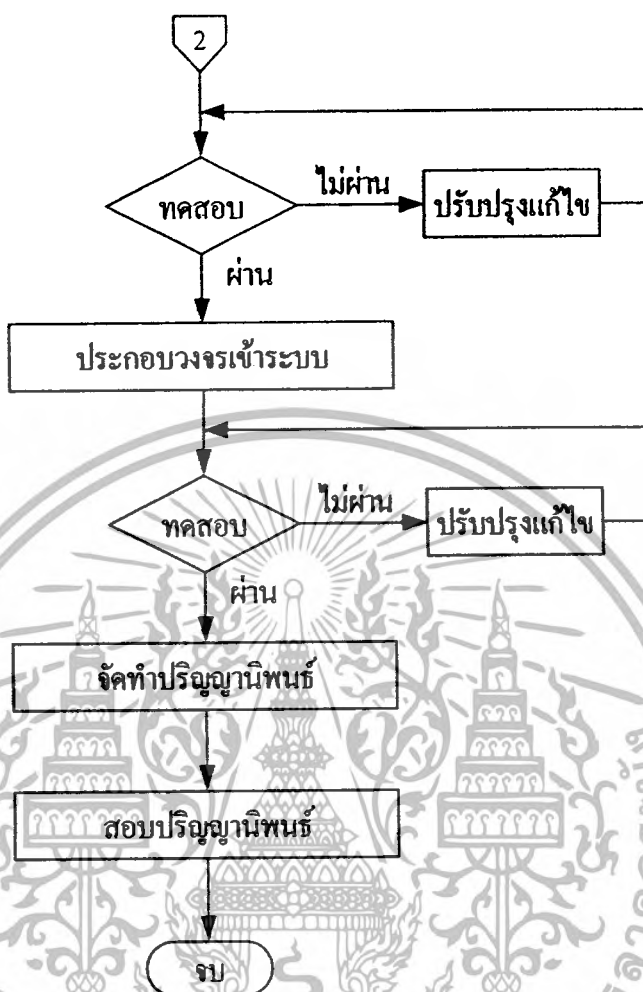 2
ทดสอบ
ไม่ผ่าน
ปรับปรุงแก้ไข
ผ่าน
ประกอบวงจรเข้าระบบ
ทดสอบ
ไม่ผ่าน
ปรับปรุงแก้ไข
ผ่าน
จัดทำปริญญานิพนธ์
สอบปริญญานิพนธ์
จบ